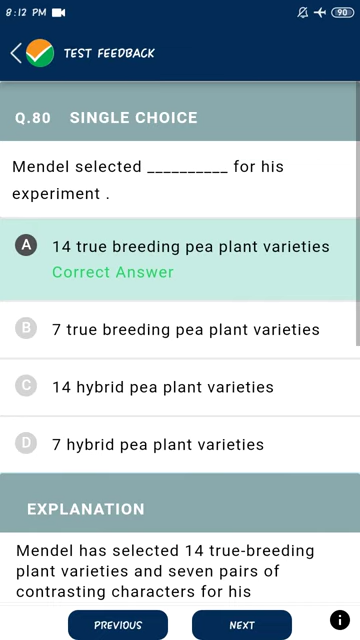 8:12 PM
90
TEST FEEDBACK
Q.80 SINGLE CHOICE
Mendel selected __________ for his
experiment .
A 14 true breeding pea plant varieties
Correct Answer
B 7 true breeding pea plant varieties
C 14 hybrid pea plant varieties
D 7 hybrid pea plant varieties
EXPLANATION
Mendel has selected 14 true-breeding
plant varieties and seven pairs of
contrasting characters for his
PREVIOUS
NEXT